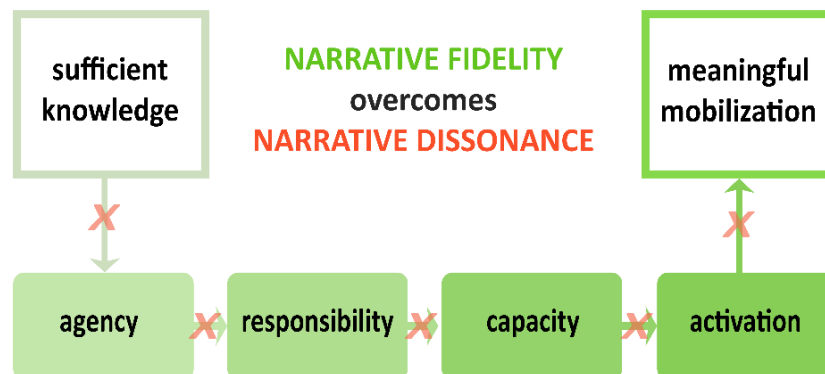 sufficient
knowledge
NARRATIVE FIDELITY
overcomes
NARRATIVE DISSONANCE
meaningful
mobilization
X
X
agency
X
responsibility
X
capacity
X
activation